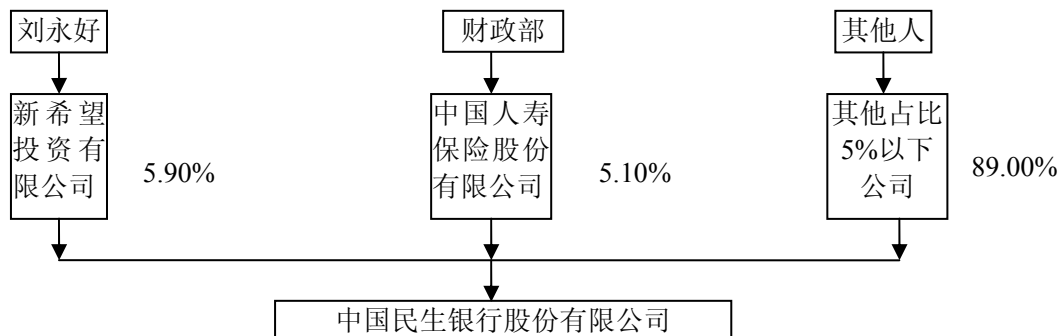 刘永好
财政部
其他人
新希望
投资有
限公司
5.90%
中国人寿
保险股份
有限公司
5.10%
其他占比
5%以下
公司
89.00%
中国民生银行股份有限公司